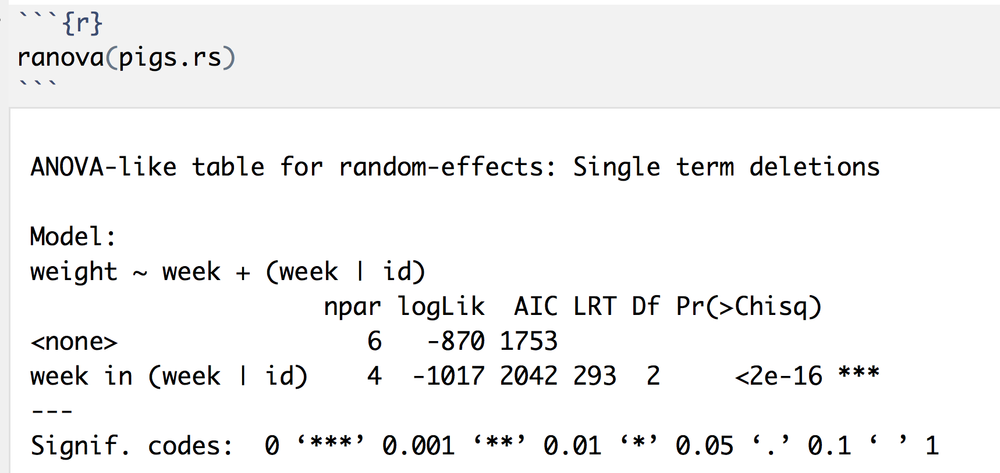 ```{r}
ranova(pigs.rs)
```
ANOVA-like table for random-effects: Single term deletions
Model:
weight ~ week + (week | id)
npar logLik AIC LRT Df Pr(>Chisq)
<none> 6 -870 1753
week in (week | id) 4 -1017 2042 293 2 <2e-16 ***
---
Signif. codes: 0 ‘***’ 0.001 ‘**’ 0.01 ‘*’ 0.05 ‘.’ 0.1 ‘ ’ 1